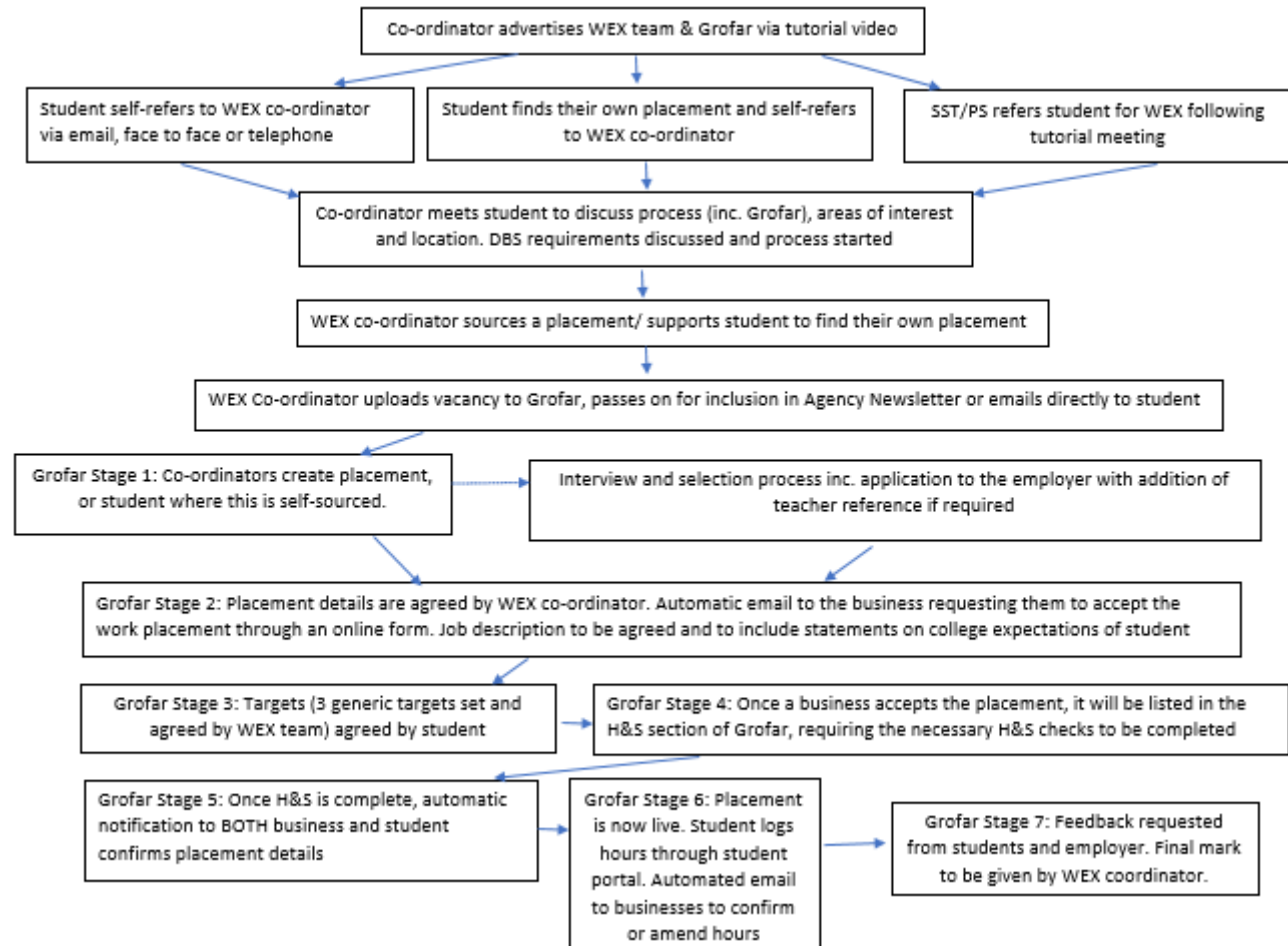 Co-ordinator advertises WEX team & Grofar via tutorial video
Student self-refers to WEX co-ordinator
via email, face to face or telephone
Student finds their own placement and self-refers
to WEX co-ordinator
SST/PS refers student for WEX following
tutorial meeting
Co-ordinator meets student to discuss process (inc. Grofar), areas of interest
and location. DBS requirements discussed and process started
WEX co-ordinator sources a placement/ supports student to find their own placement
WEX Co-ordinator uploads vacancy to Grofar, passes on for inclusion in Agency Newsletter or emails directly to student
Grofar Stage 1: Co-ordinators create placement,
or student where this is self-sourced.
Interview and selection process inc. application to the employer with addition of
teacher reference if required
Grofar Stage 2: Placement details are agreed by WEX co-ordinator. Automatic email to the business requesting them to accept the
work placement through an online form. Job description to be agreed and to include statements on college expectations of student
Grofar Stage 3: Targets (3 generic targets set and
agreed by WEX team) agreed by student
Grofar Stage 4: Once a business accepts the placement, it will be listed in the
H&S section of Grofar, requiring the necessary H&S checks to be completed
Grofar Stage 5: Once H&S is complete, automatic
notification to BOTH business and student
confirms placement details
Grofar Stage 6: Placement
is now live. Student logs
hours through student
portal. Automated email
to businesses to confirm
or amend hours
Grofar Stage 7: Feedback requested
from students and employer. Final mark
to be given by WEX coordinator.